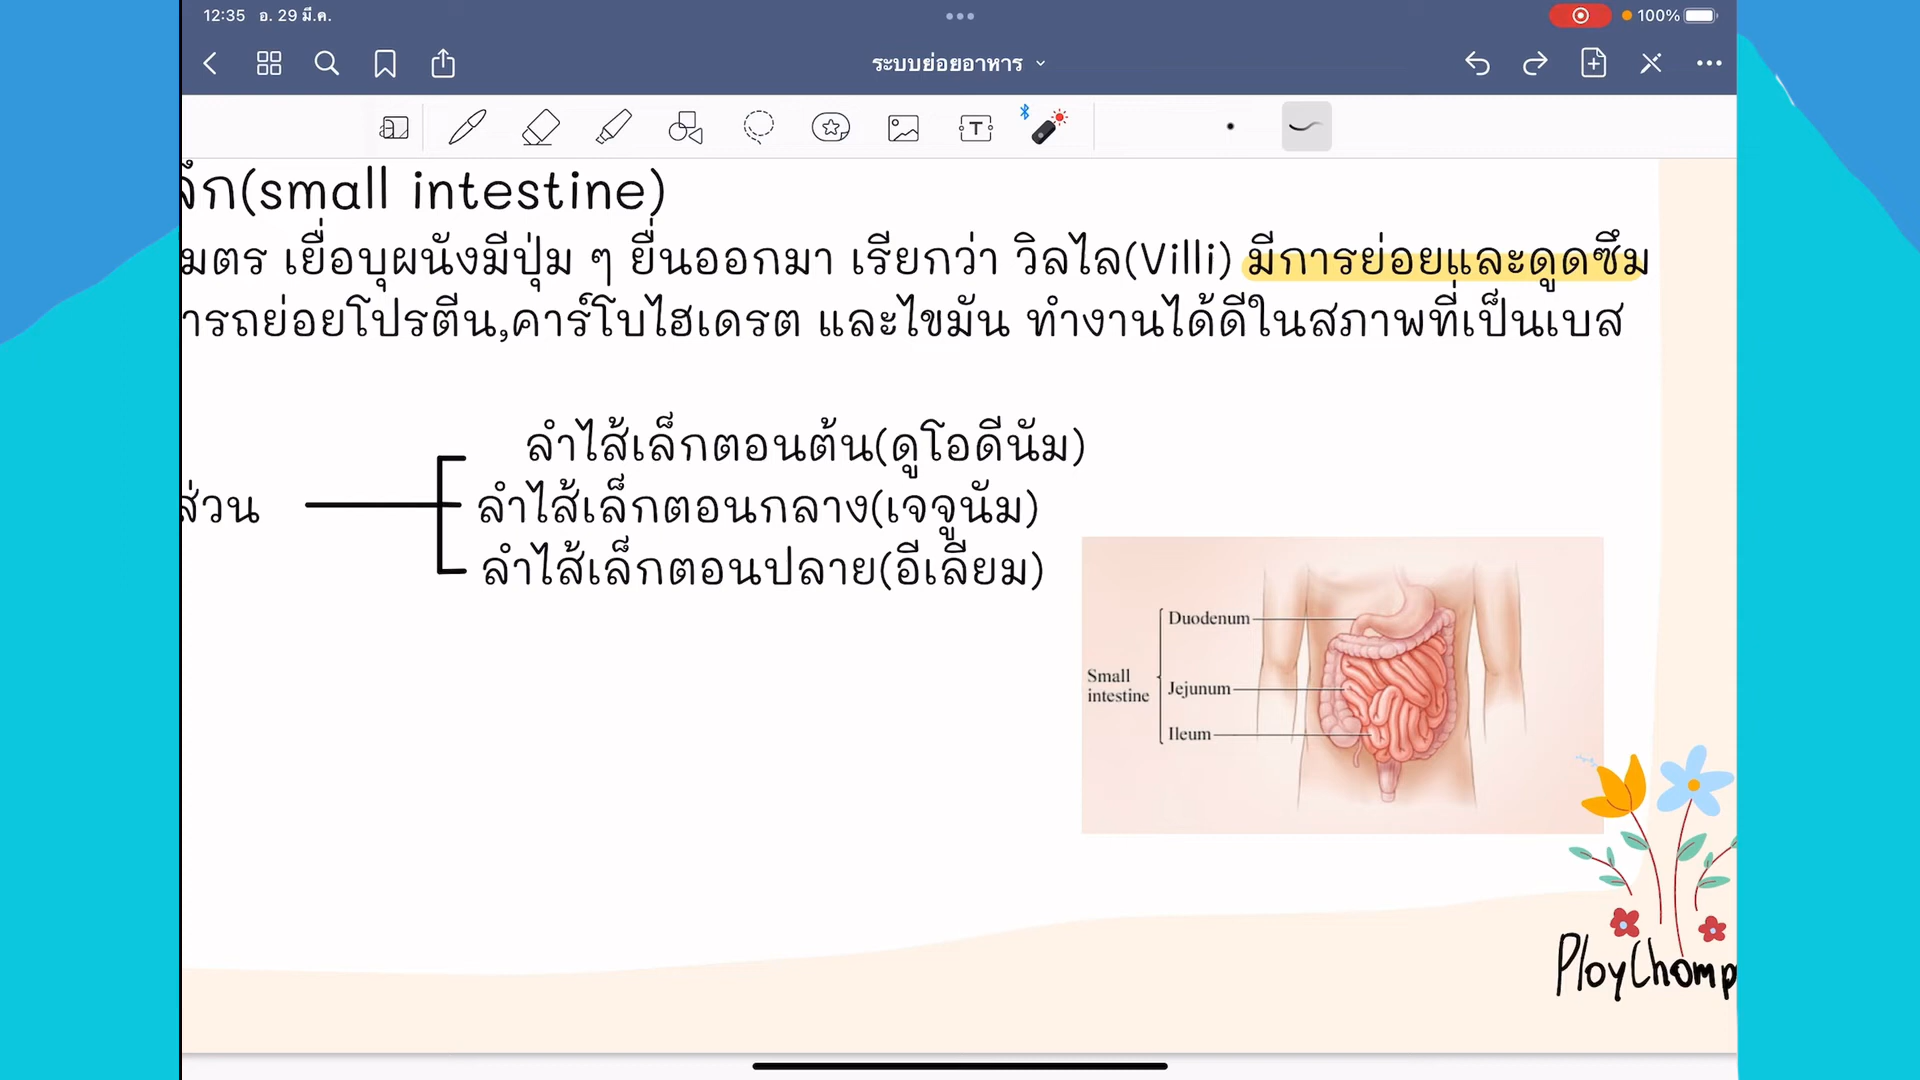 12:35 อ. 29 มี.ค.
100%
ระบบย่อยอาหาร
T
ล็ก(small intestine)
มตร เยื่อบุผนังมีปุ่ม ๆ ยื่นออกมา เรียกว่า วิลไล(Villi) มีการย่อยและดูดซึม
ารถย่อยโปรตีน,คาร์โบไฮเดรต และไขมัน ทำงานได้ดีในสภาพที่เป็นเบส
ลำไส้เล็กตอนต้น(ดูโอดีนัม)
ส่วน
ลำไส้เล็กตอนกลาง(เจจูนัม)
ลำไส้เล็กตอนปลาย(อีเลียม)
Duodenum
Small
intestine
Jejunum
Ileum
PloyChomp